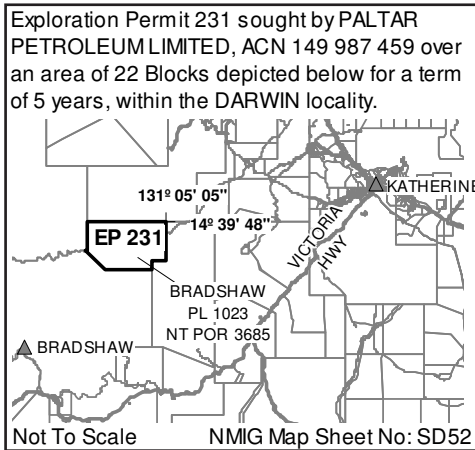 Exploration Permit 231 sought by PALTAR
PETROLEUM LIMITED, ACN 149 987 459 over
an area of 22 Blocks depicted below for a term
of 5 years, within the DARWIN locality.
131º 05' 05"
KATHERINE
14º 39' 48"
EP 231
VICTORIA
HWY
BRADSHAW
PL 1023
NT POR 3685
BRADSHAW
Not To Scale NMIG Map Sheet No: SD52